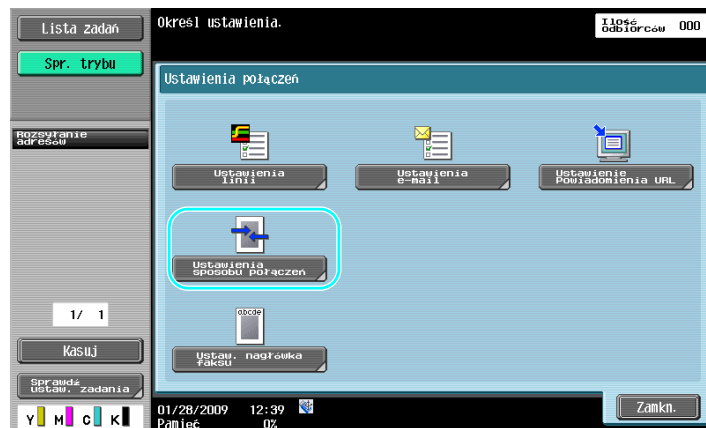 Lista zadań
Określ ustawienia.
Ilość
odbiorców 000
Spr. trybu
Ustawienia połączeń
Rozsyłanie
adresów
Ustawienia
linii
Ustawienia
e-mail
Ustawienie
Powiadomienia URL
Ustawienia
sposobu połączeń
abcde
Ustaw. nagłówka
faksu
1/ 1
Kasuj
Sprawdź
ustaw. zadania
Y M C K
01/28/2009 12:39
Pamięć 0%
Zamkn.